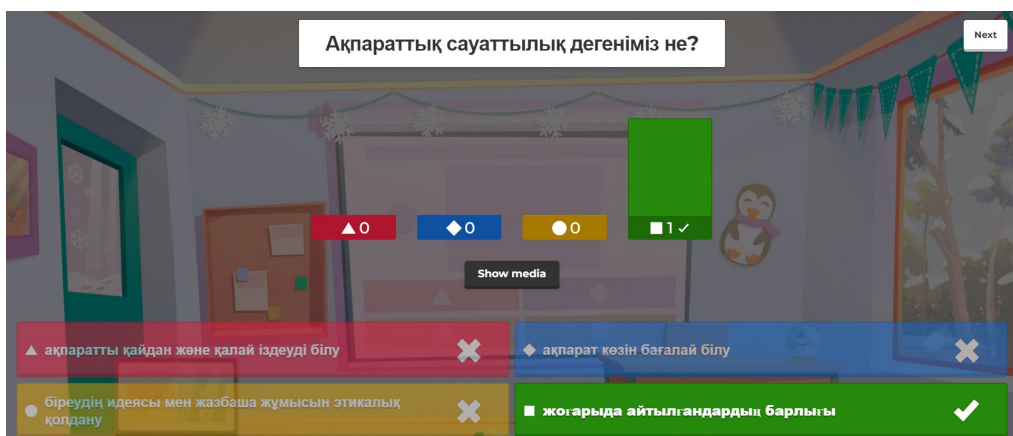 Ақпараттық сауаттылық дегеніміз не?
Next
0
0
0
1
Show media
ақпаратты қайдан және қалай іздеуді білу
ақпарат көзін бағалай білу
біреудің идеясы мен жазбаша жұмысын этикалық
қолдану
жоғарыда айтылғандардың барлығы